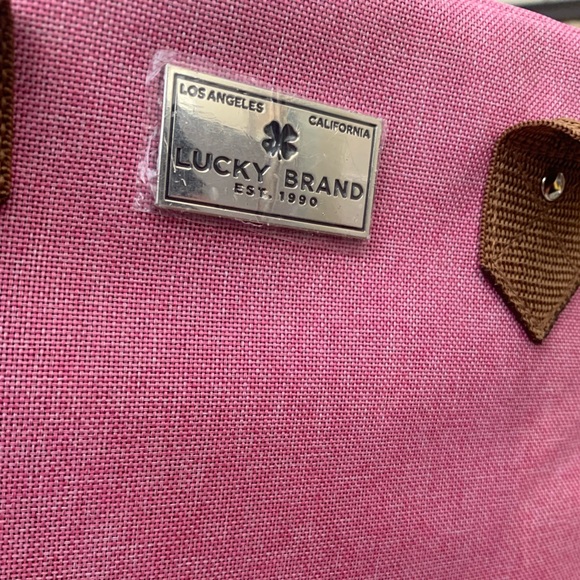 LOS ANGELES
CALIFORNIA
LUCKY BRAND
EST. 1990